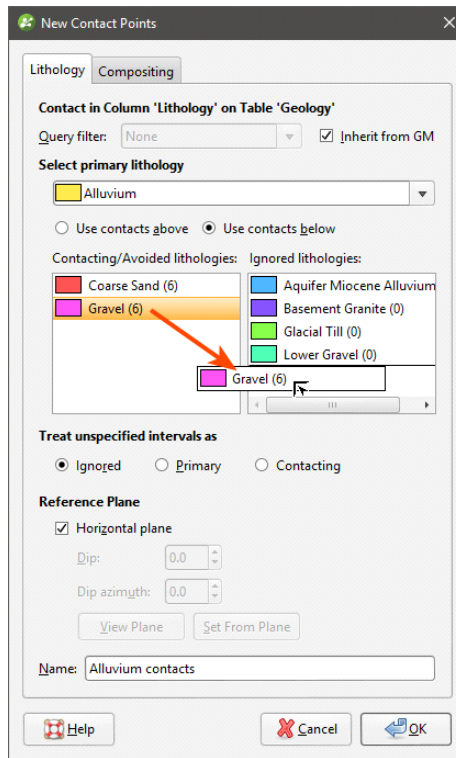 New Contact Points
Lithology Compositing
Contact in Column 'Lithology' on Table 'Geology'
Query filter: None Inherit from GM
Select primary lithology
Alluvium
Use contacts above Use contacts below
Contacting/Avoided lithologies: Ignored lithologies:
Coarse Sand (6) Aquifer Miocene Alluvium
Gravel (6) Basement Granite (0)
Glacial Till (0)
Lower Gravel (0)
Gravel (6)
Treat unspecified intervals as
Ignored Primary Contacting
Reference Plane
Horizontal plane
Dip: 0.0
Dip azimuth: 0.0
View Plane Set From Plane
Name: Alluvium contacts
Help Cancel OK